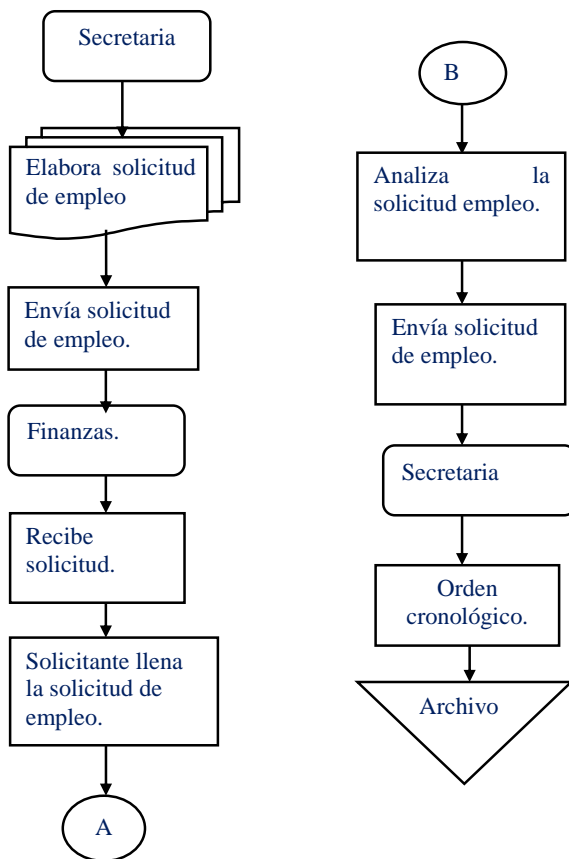 Secretaria
Elabora solicitud
de empleo
Envía solicitud
de empleo.
Finanzas.
Recibe
solicitud.
Solicitante llena
la solicitud de
empleo.
A
B
Analiza la
solicitud empleo.
Envía solicitud
de empleo.
Secretaria
Orden
cronológico.
Archivo